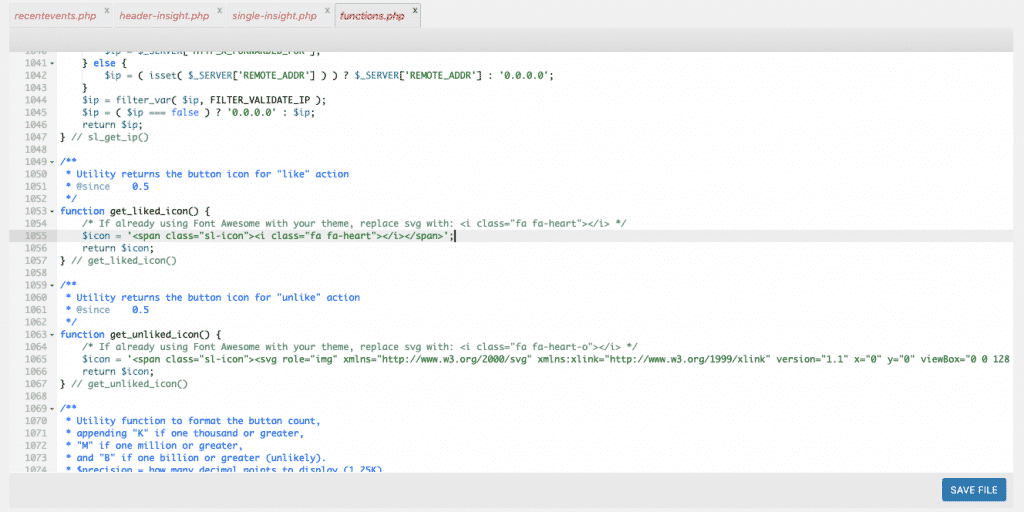 recentevents.php x header-insight.php x single-insight.php x functions.php x
1040 $ip = $_SERVER['HTTP_X_FORWARDED_FOR'];
1041 } else {
1042 $ip = ( isset( $_SERVER['REMOTE_ADDR'] ) ) ? $_SERVER['REMOTE_ADDR'] : '0.0.0.0';
1043 }
1044 $ip = filter_var( $ip, FILTER_VALIDATE_IP );
1045 $ip = ( $ip === false ) ? '0.0.0.0' : $ip;
1046 return $ip;
1047 } // sl_get_ip()
1048
1049 /**
1050 * Utility returns the button icon for "like" action
1051 * @since 0.5
1052 */
1053 function get_liked_icon() {
1054 /* If already using Font Awesome with your theme, replace svg with: <i class="fa fa-heart"></i> */
1055 $icon = '<span class="sl-icon"><i class="fa fa-heart"></i></span>';
1056 return $icon;
1057 } // get_liked_icon()
1058
1059 /**
1060 * Utility returns the button icon for "unlike" action
1061 * @since 0.5
1062 */
1063 function get_unliked_icon() {
1064 /* If already using Font Awesome with your theme, replace svg with: <i class="fa fa-heart-o"></i> */
1065 $icon = '<span class="sl-icon"><svg role="img" xmlns="http://www.w3.org/2000/svg" xmlns:xlink="http://www.w3.org/1999/xlink" version="1.1" x="0" y="0" viewBox="0 0 128
1066 return $icon;
1067 } // get_unliked_icon()
1068
1069 /**
1070 * Utility function to format the button count,
1071 * appending "K" if one thousand or greater,
1072 * "M" if one million or greater,
1073 * and "B" if one billion or greater (unlikely).
1074 * $precision = how many decimal points to display (1.25K)
SAVE FILE